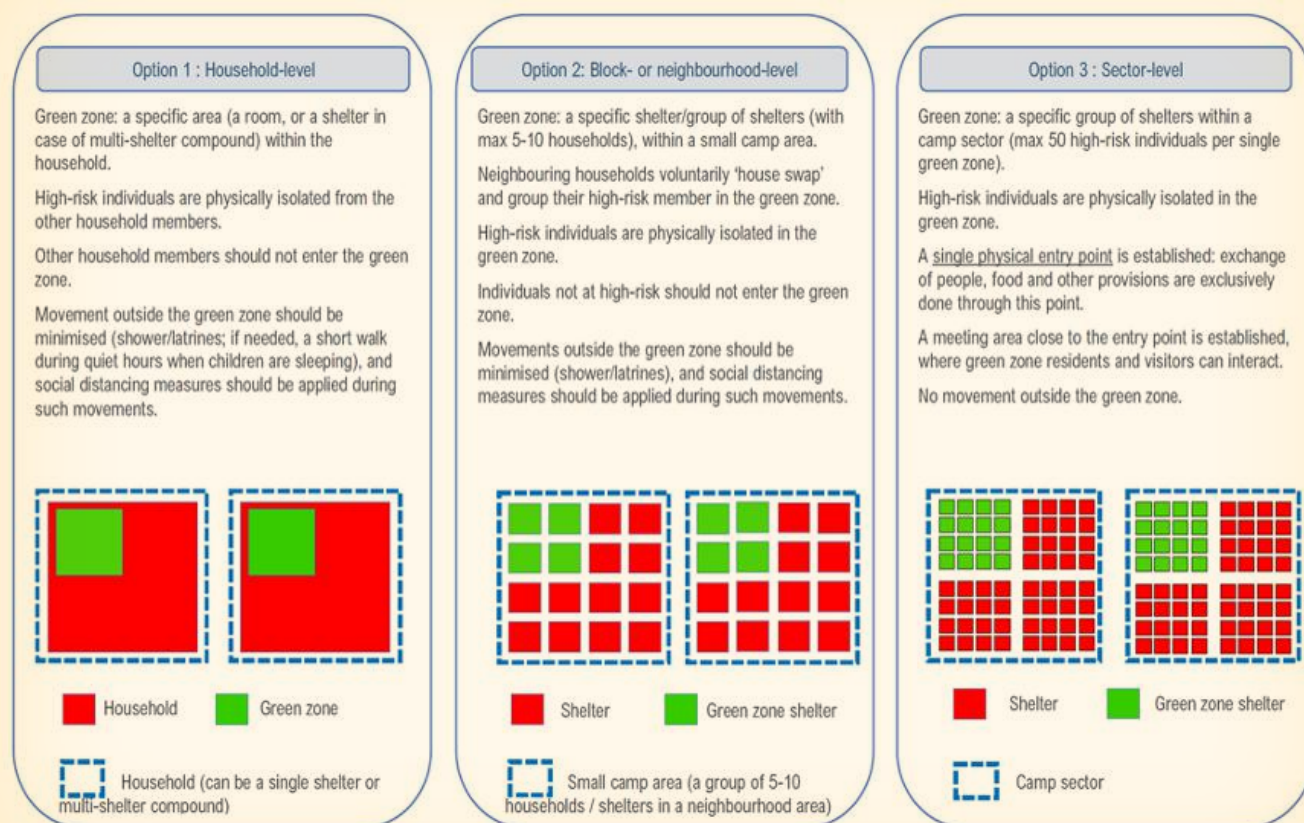 Option 1 : Household-level
Green zone: a specific area (a room, or a shelter in
case of multi-shelter compound) within the
household.
High-risk individuals are physically isolated from the
other household members.
Other household members should not enter the green
zone.
Movement outside the green zone should be
minimised (shower/latrines; if needed, a short walk
during quiet hours when children are sleeping), and
social distancing measures should be applied during
such movements.
Household
Green zone
Household (can be a single shelter or
multi-shelter compound)
Option 2: Block- or neighbourhood-level
Green zone: a specific shelter/group of shelters (with
max 5-10 households), within a small camp area.
Neighbouring households voluntarily ‘house swap’
and group their high-risk member in the green zone.
High-risk individuals are physically isolated in the
green zone.
Individuals not at high-risk should not enter the green
zone.
Movements outside the green zone should be
minimised (shower/latrines), and social distancing
measures should be applied during such movements.
Shelter
Green zone shelter
Small camp area (a group of 5-10
households / shelters in a neighbourhood area)
Option 3 : Sector-level
Green zone: a specific group of shelters within a
camp sector (max 50 high-risk individuals per single
green zone).
High-risk individuals are physically isolated in the
green zone.
A single physical entry point is established: exchange
of people, food and other provisions are exclusively
done through this point.
A meeting area close to the entry point is established,
where green zone residents and visitors can interact.
No movement outside the green zone.
Shelter
Green zone shelter
Camp sector